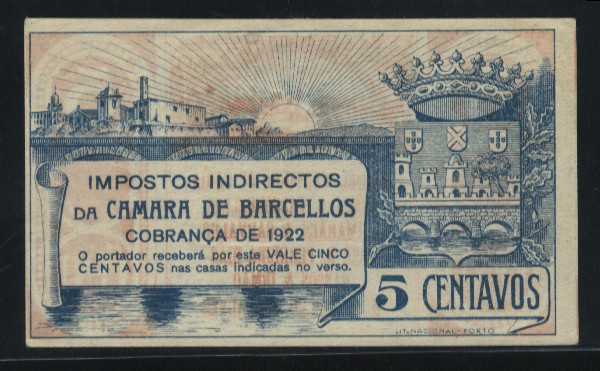 IMPOSTOS INDIRECTOS
DA CAMARA DE BARCELLOS
COBRANÇA DE 1922
O portador receberá por este VALE CINCO
CENTAVOS nas casas indicadas no verso.
5 CENTAVOS
LIT. NACIONAL - PORTO